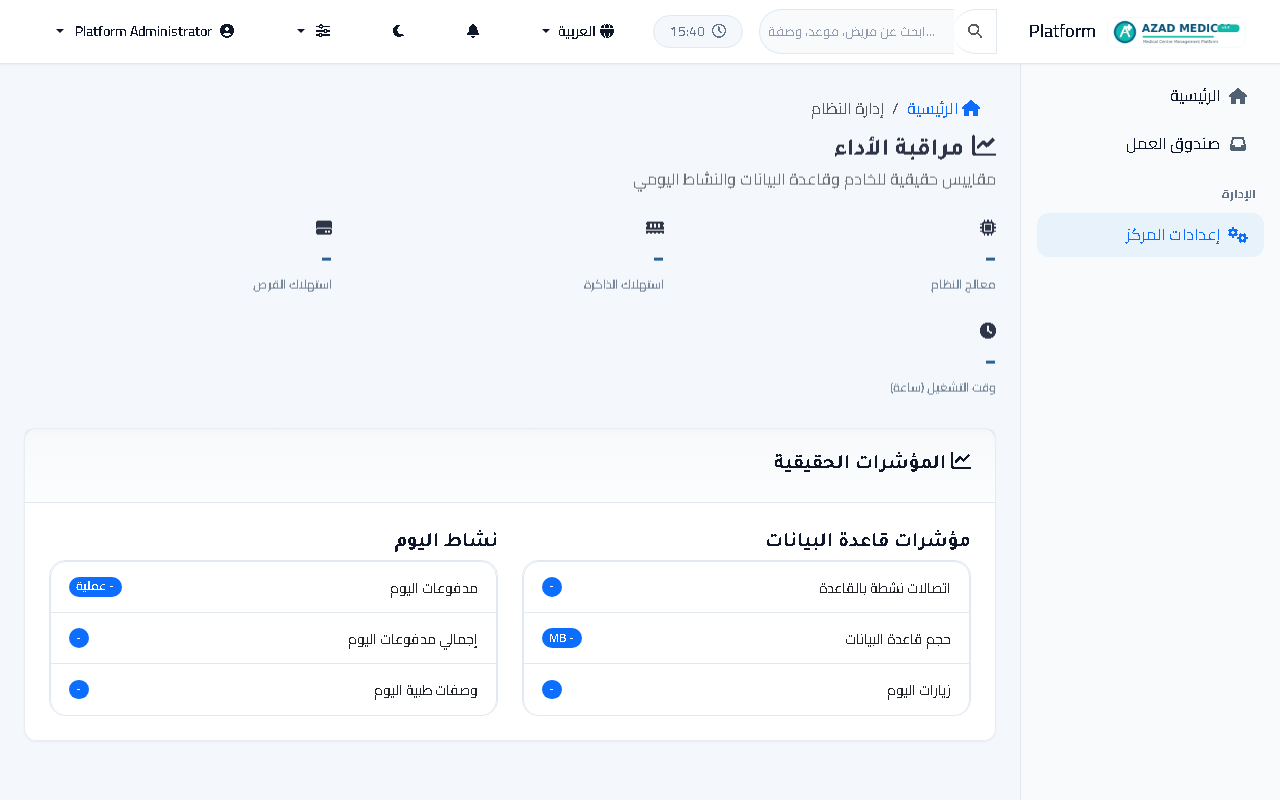 AZAD MEDIC
Medical Centre Management Platform
Platform
ابحث عن مريض، موعد، وصفة...
15:40
العربية
Platform Administrator
الرئيسية
صندوق العمل
الإدارة
إعدادات المركز
الرئيسية / إدارة النظام
مراقبة الأداء
مقاييس حقيقية للخادم وقاعدة البيانات والنشاط اليومي
–
معالج النظام
–
استهلاك الذاكرة
–
استهلاك القرص
–
وقت التشغيل (ساعة)
المؤشرات الحقيقية
مؤشرات قاعدة البيانات
اتصالات نشطة بالقاعدة
-
حجم قاعدة البيانات
- MB
زيارات اليوم
-
نشاط اليوم
مدفوعات اليوم
- عملية
إجمالي مدفوعات اليوم
-
وصفات طبية اليوم
-